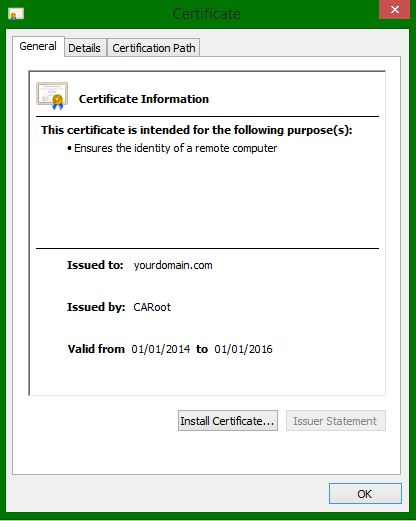 Certificate
General Details Certification Path
Certificate Information
This certificate is intended for the following purpose(s):
• Ensures the identity of a remote computer
Issued to: yourdomain.com
Issued by: CARoot
Valid from 01/01/2014 to 01/01/2016
Install Certificate... Issuer Statement
OK